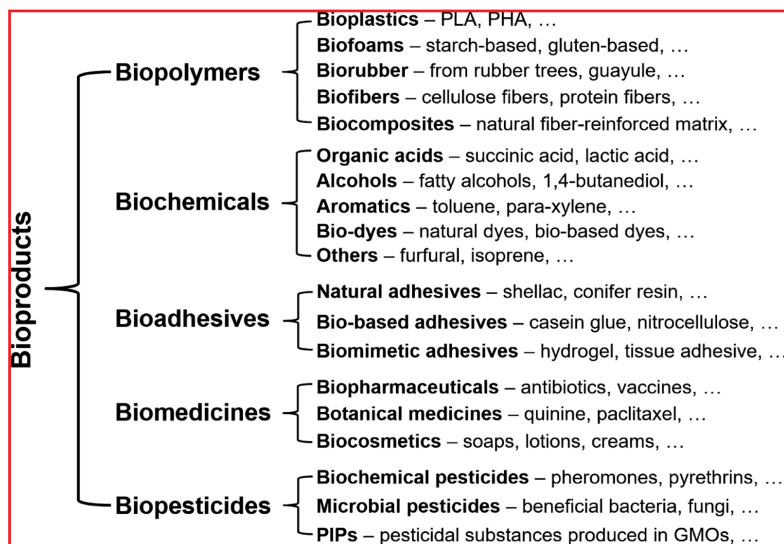 Bioproducts
Biopolymers
Bioplastics – PLA, PHA, …
Biofoams – starch-based, gluten-based, …
Biorubber – from rubber trees, guayule, …
Biofibers – cellulose fibers, protein fibers, …
Biocomposites – natural fiber-reinforced matrix, …
Biochemicals
Organic acids – succinic acid, lactic acid, …
Alcohols – fatty alcohols, 1,4-butanediol, …
Aromatics – toluene, para-xylene, …
Bio-dyes – natural dyes, bio-based dyes, …
Others – furfural, isoprene, …
Bioadhesives
Natural adhesives – shellac, conifer resin, …
Bio-based adhesives – casein glue, nitrocellulose, …
Biomimetic adhesives – hydrogel, tissue adhesive, …
Biomedicines
Biopharmaceuticals – antibiotics, vaccines, …
Botanical medicines – quinine, paclitaxel, …
Biocosmetics – soaps, lotions, creams, …
Biopesticides
Biochemical pesticides – pheromones, pyrethrins, …
Microbial pesticides – beneficial bacteria, fungi, …
PIPs – pesticidal substances produced in GMOs, …